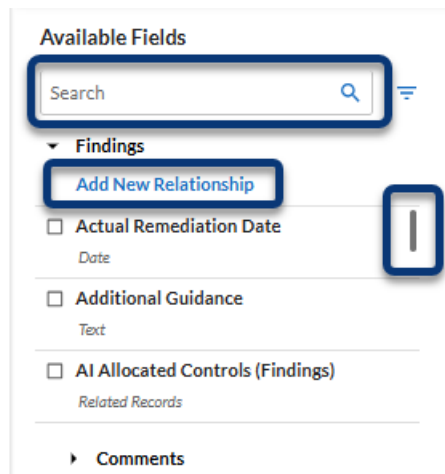 Available Fields
Search
Findings
Add New Relationship
Actual Remediation Date
Date
Additional Guidance
Text
AI Allocated Controls (Findings)
Related Records
Comments